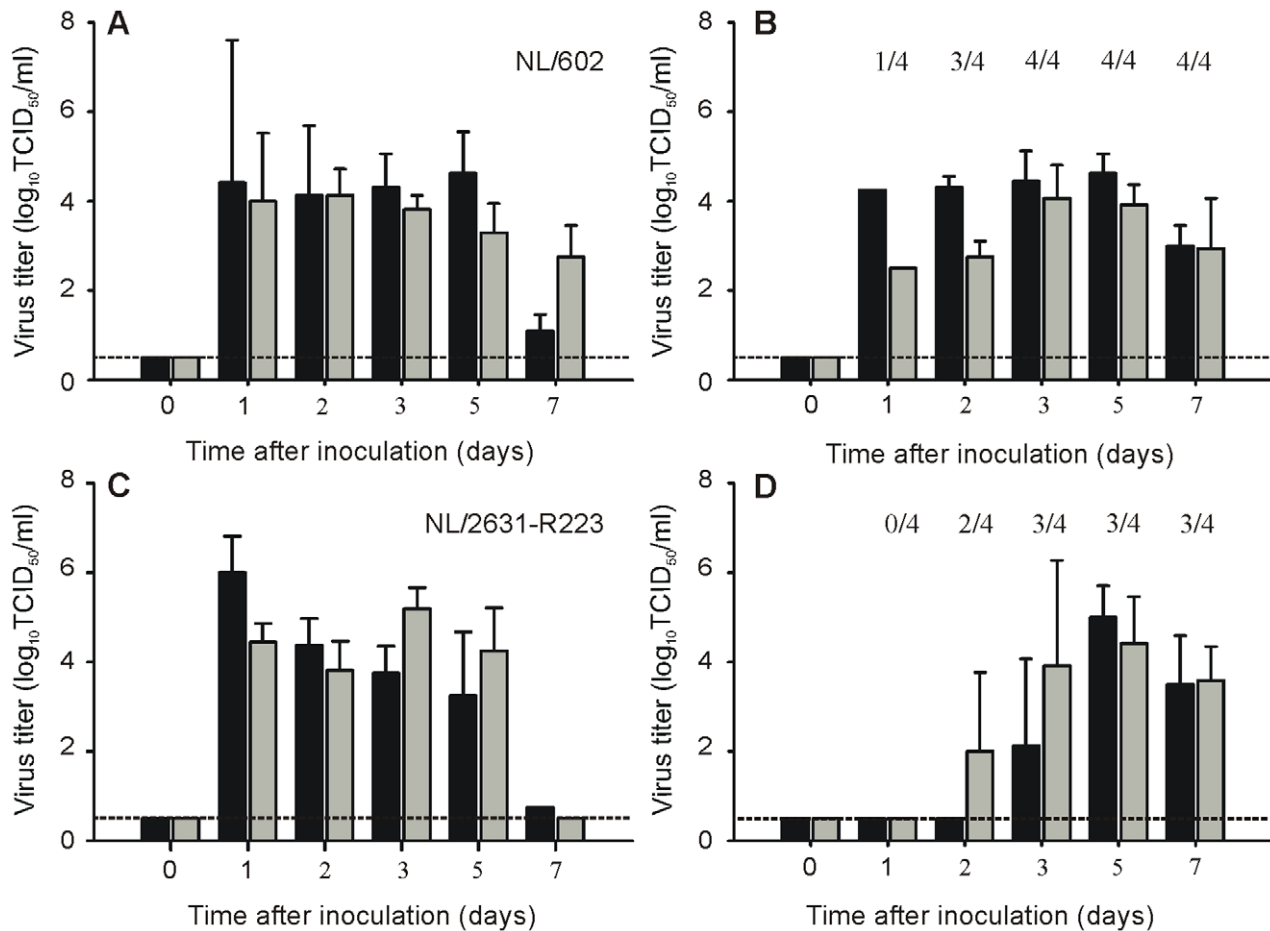 A
NL/602
Virus titer (log₁₀TCID₅₀/ml)
8
6
4
2
0
0 1 2 3 5 7
Time after inoculation (days)
B
1/4 3/4 4/4 4/4 4/4
Virus titer (log₁₀TCID₅₀/ml)
8
6
4
2
0
0 1 2 3 5 7
Time after inoculation (days)
C
NL/2631-R223
Virus titer (log₁₀TCID₅₀/ml)
8
6
4
2
0
0 1 2 3 5 7
Time after inoculation (days)
D
0/4 2/4 3/4 3/4 3/4
Virus titer (log₁₀TCID₅₀/ml)
8
6
4
2
0
0 1 2 3 5 7
Time after inoculation (days)